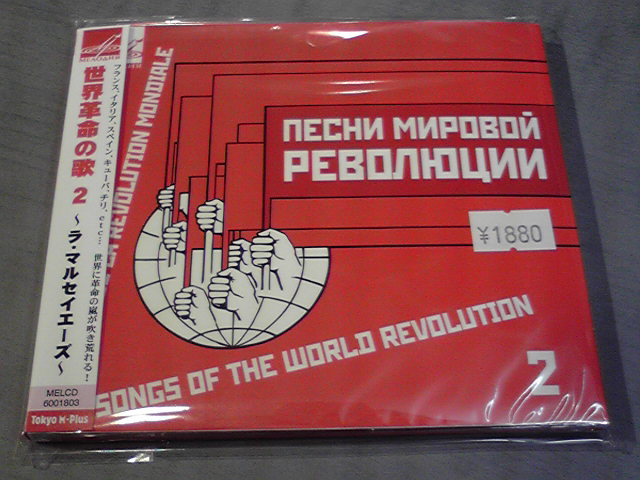 МЕЛОДИЯ
世界革命の歌 2 ～ラ・マルセイエーズ～
フランス、イタリア、スペイン、キューバ、チリ、etc… 世界に革命の嵐が吹き荒れる！
MELCD
6001803
Tokyo M-Plus
REVOLUTION MONDIALE
ПЕСНИ МИРОВОЙ
РЕВОЛЮЦИИ
¥1880
SONGS OF THE WORLD REVOLUTION
2